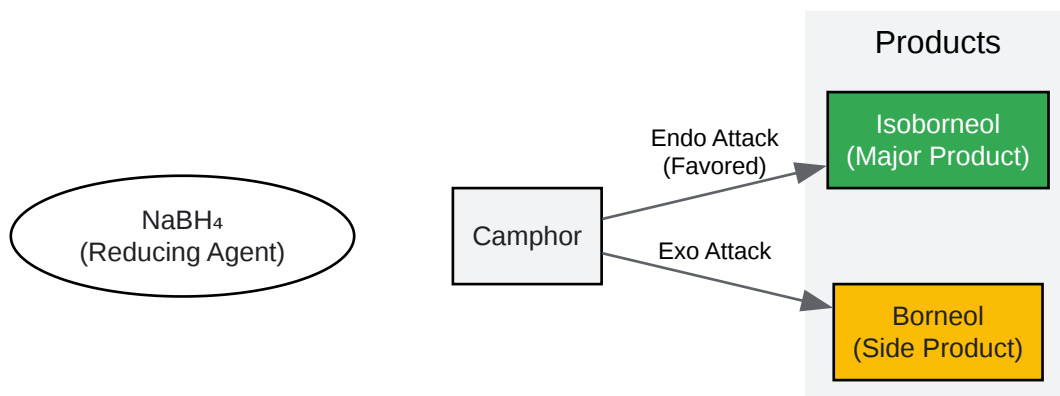 Products
Isoborneol
(Major Product)
Endo Attack
(Favored)
NaBH₄
(Reducing Agent)
Camphor
Exo Attack
Borneol
(Side Product)